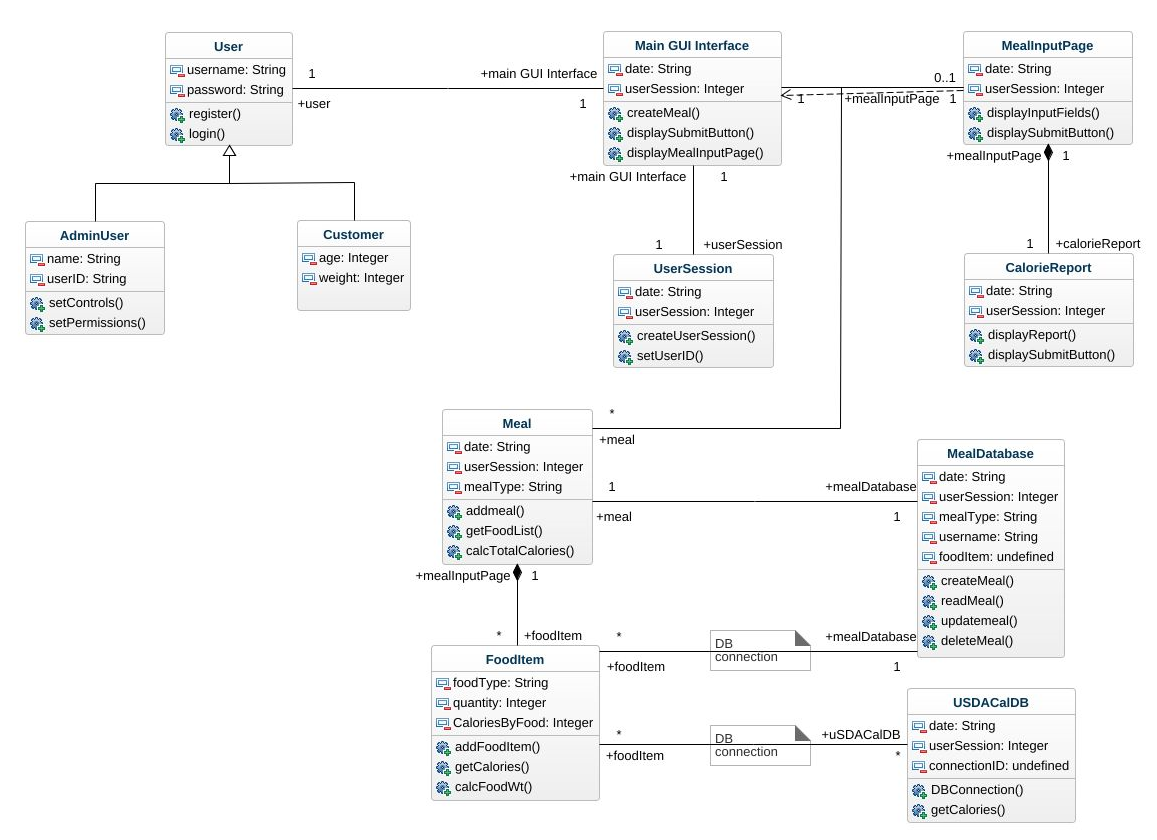 User
username: String
password: String
register()
login()
1
+user
+main GUI Interface
1
Main GUI Interface
date: String
userSession: Integer
createMeal()
displaySubmitButton()
displayMealInputPage()
0..1
1
+mealInputPage
1
MealInputPage
date: String
userSession: Integer
displayInputFields()
displaySubmitButton()
+mealInputPage
1
+main GUI Interface
1
1
+userSession
1
+calorieReport
AdminUser
name: String
userID: String
setControls()
setPermissions()
Customer
age: Integer
weight: Integer
UserSession
date: String
userSession: Integer
createUserSession()
setUserID()
CalorieReport
date: String
userSession: Integer
displayReport()
displaySubmitButton()
Meal
date: String
userSession: Integer
mealType: String
addmeal()
getFoodList()
calcTotalCalories()
*
+meal
1
+meal
+mealDatabase
1
MealDatabase
date: String
userSession: Integer
mealType: String
username: String
foodItem: undefined
createMeal()
readMeal()
updatemeal()
deleteMeal()
+mealInputPage
1
*
+foodItem
*
+foodItem
DB
connection
+mealDatabase
1
FoodItem
foodType: String
quantity: Integer
CaloriesByFood: Integer
addFoodItem()
getCalories()
calcFoodWt()
*
+foodItem
DB
connection
+uSDACalDB
*
USDACalDB
date: String
userSession: Integer
connectionID: undefined
DBConnection()
getCalories()